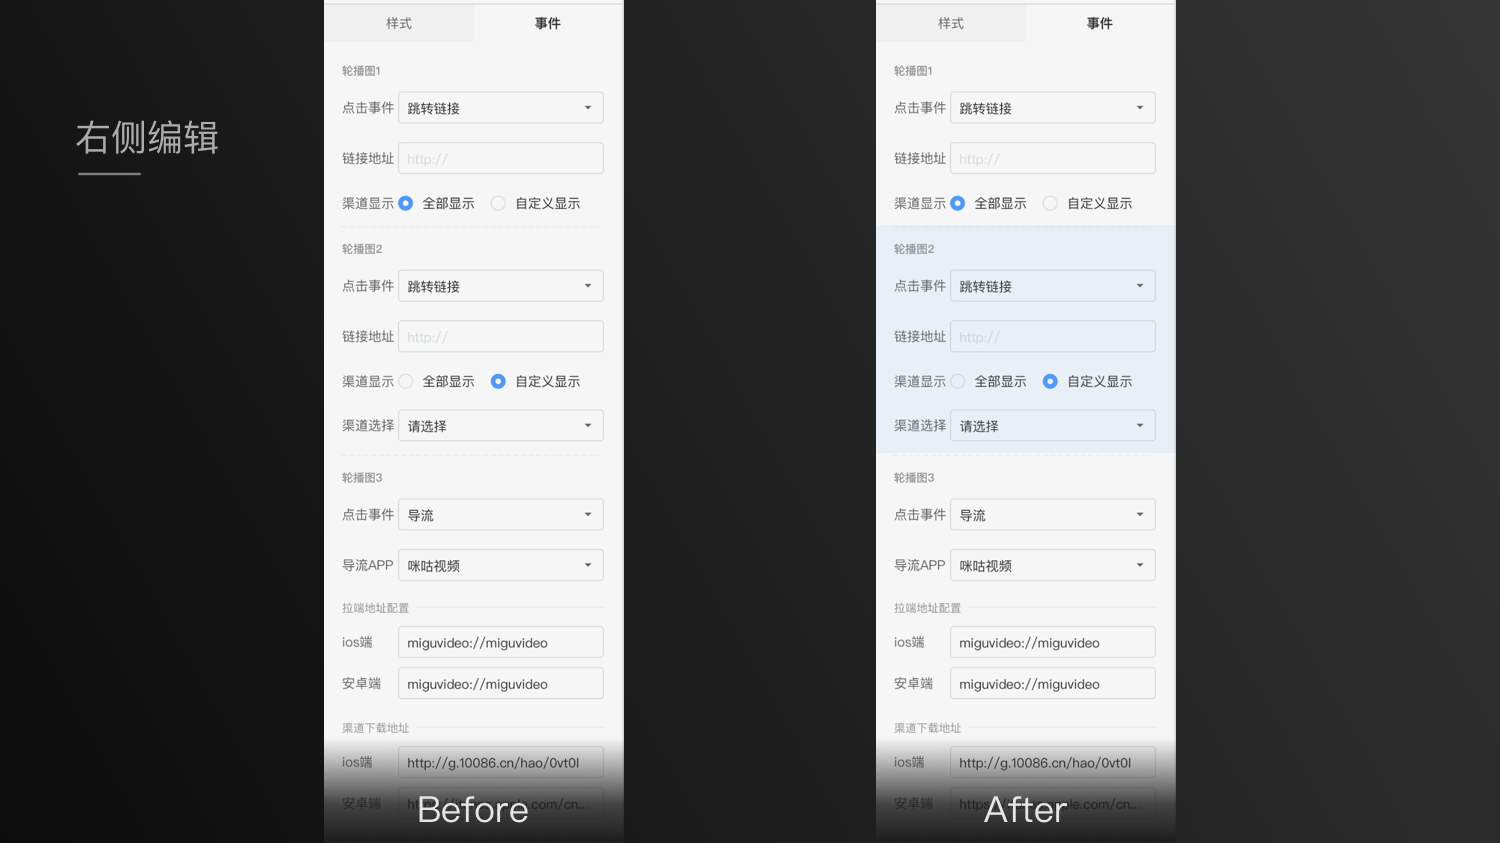 右侧编辑
样式 事件
轮播图1
点击事件 跳转链接
链接地址 http://
渠道显示 全部显示 自定义显示
轮播图2
点击事件 跳转链接
链接地址 http://
渠道显示 全部显示 自定义显示
渠道选择 请选择
轮播图3
点击事件 导流
导流APP 咪咕视频
拉端地址配置
ios端 miguvideo://miguvideo
安卓端 miguvideo://miguvideo
渠道下载地址
ios端 http://g.10086.cn/hao/0vt0l
安卓端
Before
样式 事件
轮播图1
点击事件 跳转链接
链接地址 http://
渠道显示 全部显示 自定义显示
轮播图2
点击事件 跳转链接
链接地址 http://
渠道显示 全部显示 自定义显示
渠道选择 请选择
轮播图3
点击事件 导流
导流APP 咪咕视频
拉端地址配置
ios端 miguvideo://miguvideo
安卓端 miguvideo://miguvideo
渠道下载地址
ios端 http://g.10086.cn/hao/0vt0l
安卓端
After